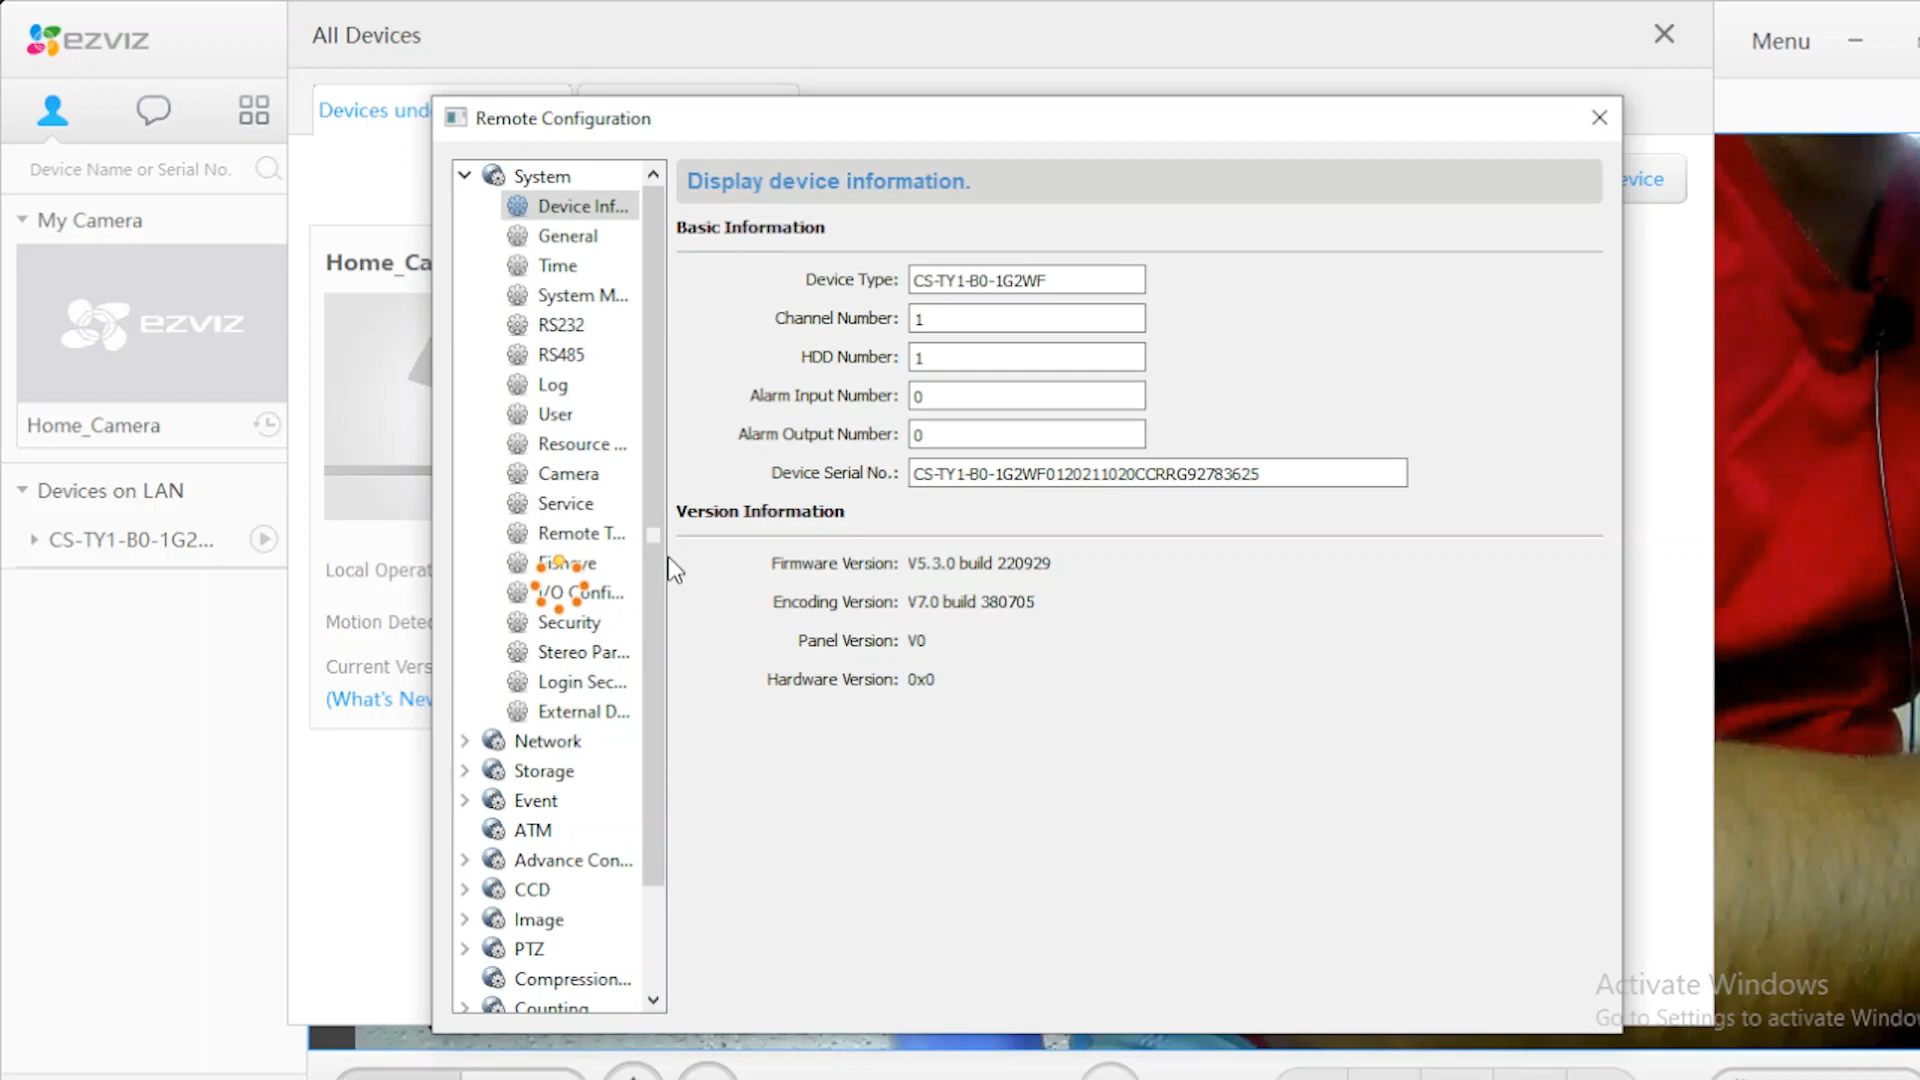 ezviz
All Devices
Menu
Devices und
Remote Configuration
Device Name or Serial No.
evice
My Camera
ezviz
Home_Camera
Devices on LAN
CS-TY1-B0-1G2...
Home_Ca
Local Operat
Motion Detec
Current Vers
(What's New
System
Device Inf...
General
Time
System M...
RS232
RS485
Log
User
Resource ...
Camera
Service
Remote T...
Fisheye
I/O Confi...
Security
Stereo Par...
Login Sec...
External D...
Network
Storage
Event
ATM
Advance Con...
CCD
Image
PTZ
Compression...
Counting
Display device information.
Basic Information
Device Type: CS-TY1-B0-1G2WF
Channel Number: 1
HDD Number: 1
Alarm Input Number: 0
Alarm Output Number: 0
Device Serial No.: CS-TY1-B0-1G2WF0120211020CCRRG92783625
Version Information
Firmware Version: V5.3.0 build 220929
Encoding Version: V7.0 build 380705
Panel Version: V0
Hardware Version: 0x0
Activate Windows
Go to Settings to activate Windo